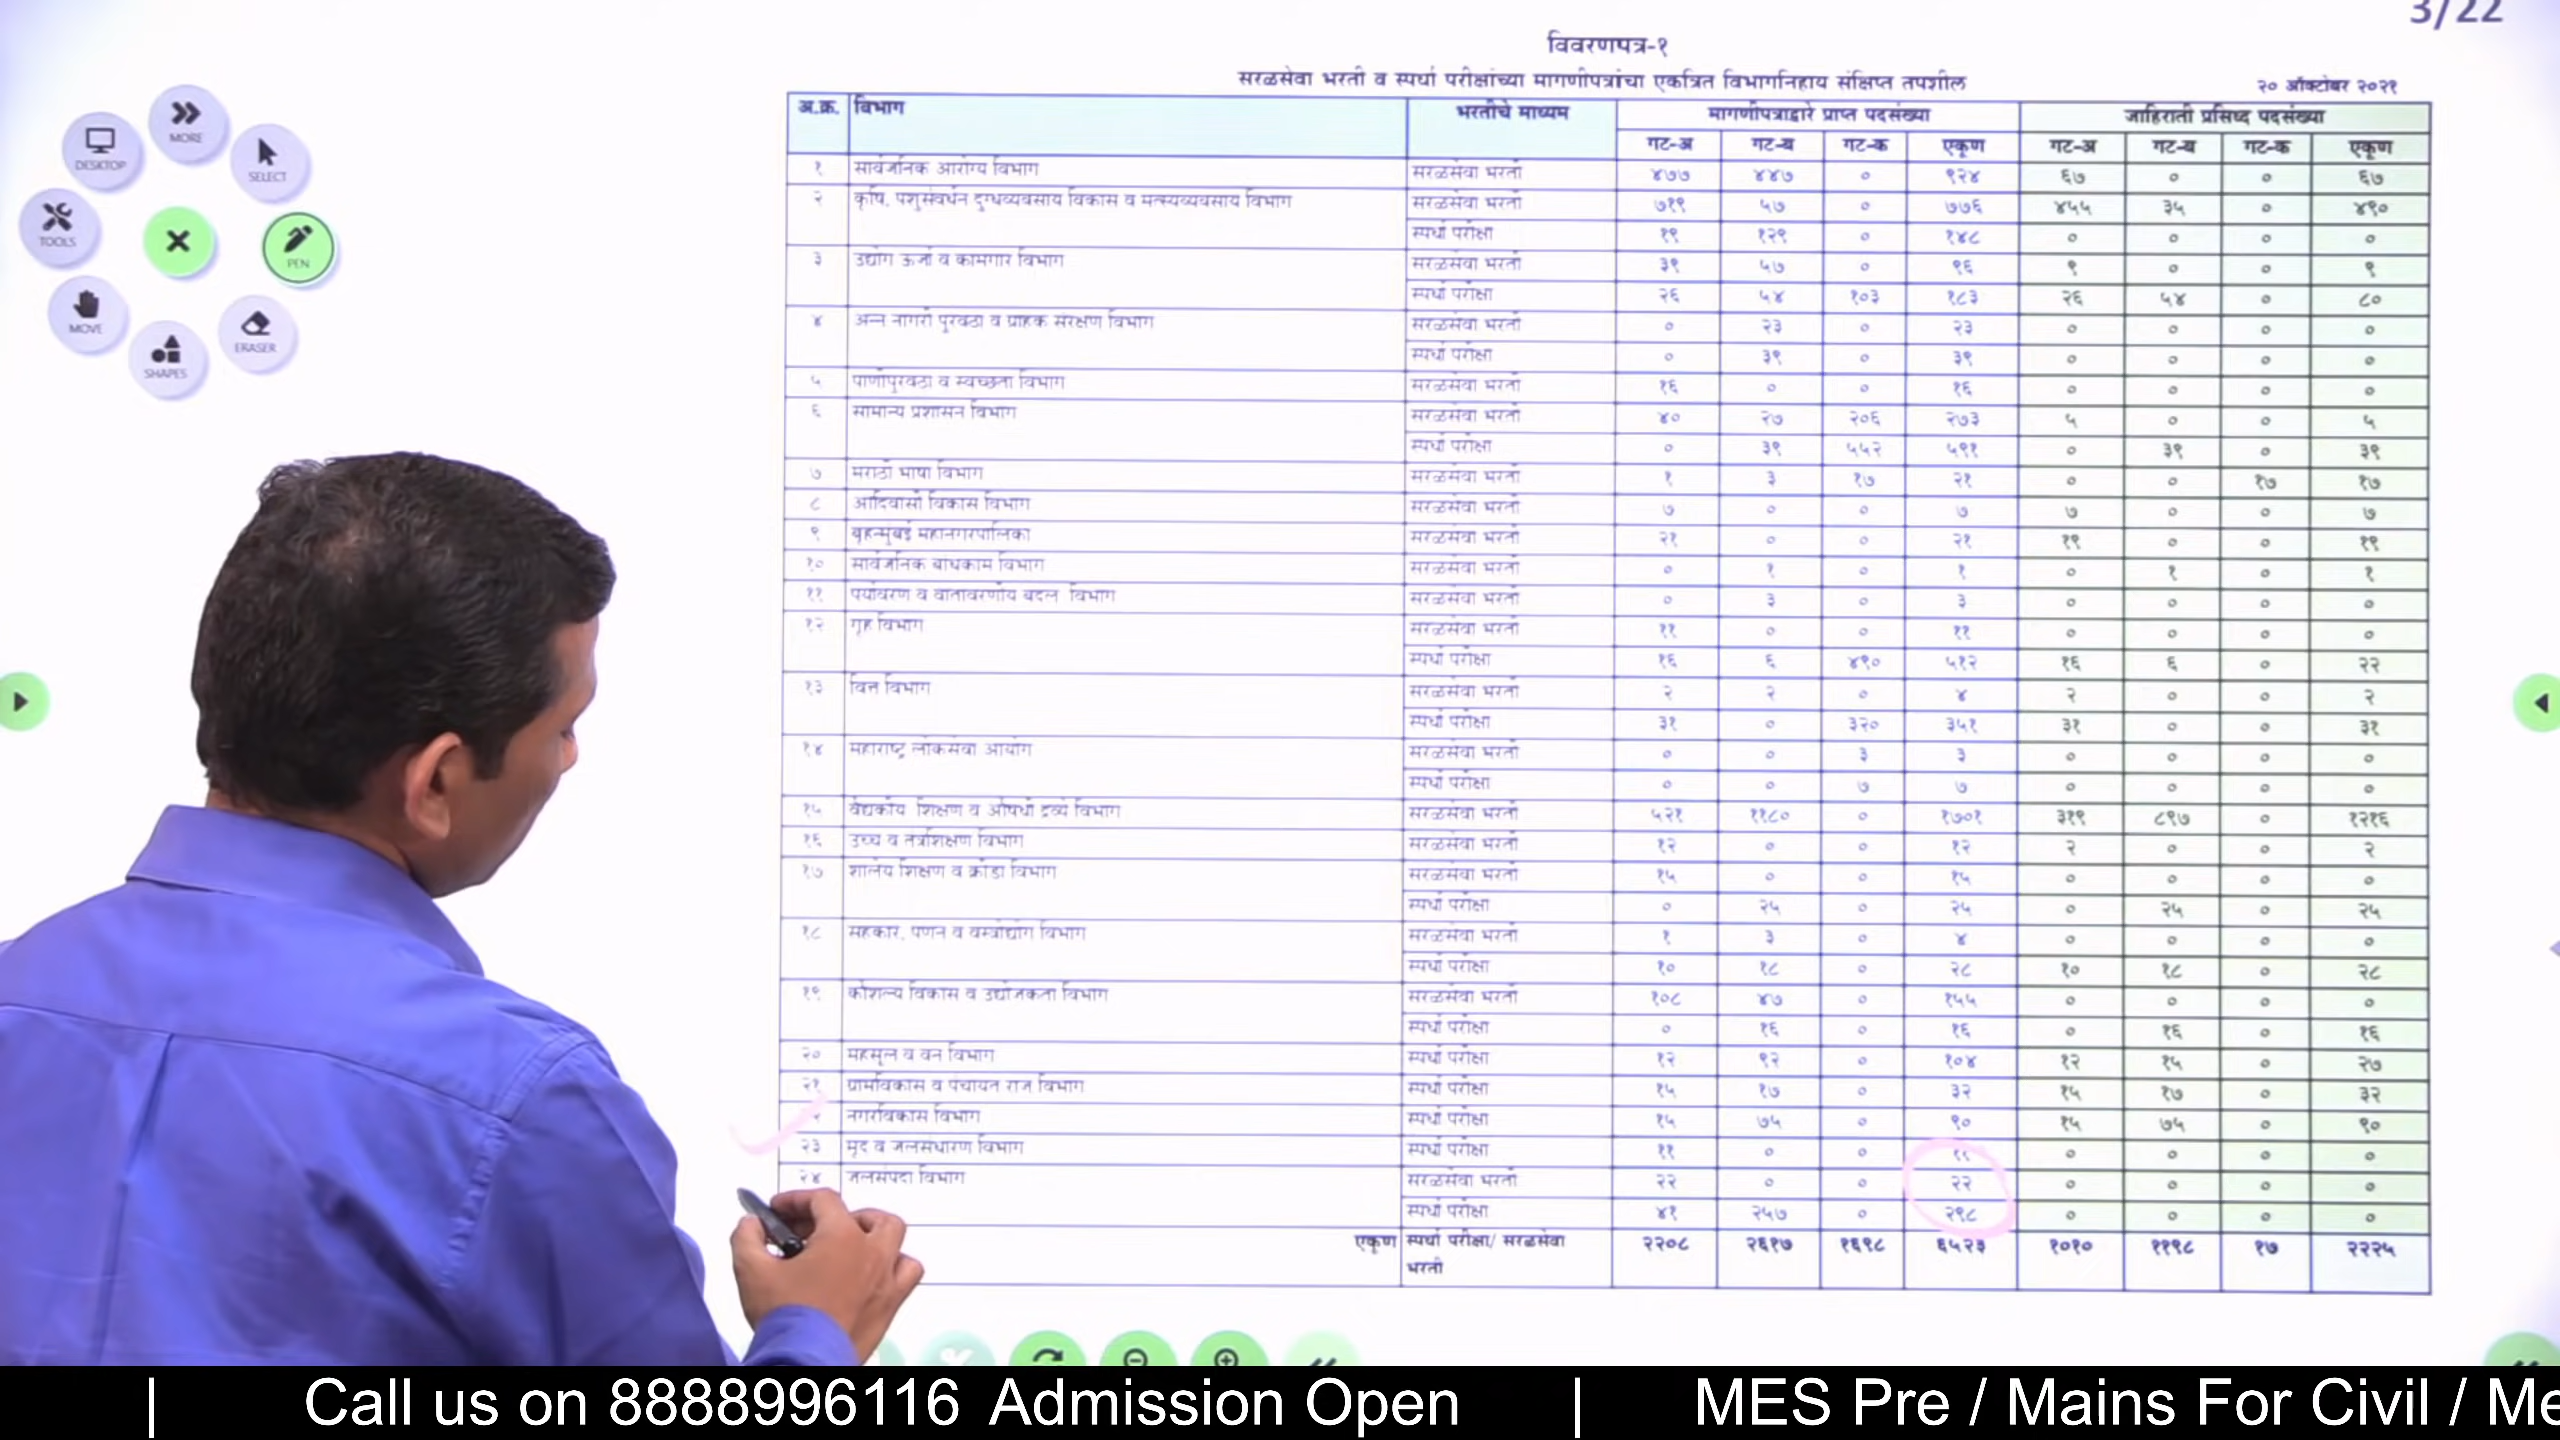 3/22
विवरणपत्र-१
सरळसेवा भरती व स्पर्धा परीक्षांच्या मागणीपत्रांचा एकत्रित विभागनिहाय संक्षिप्त तपशील
२० ऑक्टोबर २०२१
अ.क्र. विभाग भरतीचे माध्यम मागणीपत्राद्वारे प्राप्त पदसंख्या जाहिराती प्रसिध्द पदसंख्या
गट-अ गट-ब गट-क एकूण गट-अ गट-ब गट-क एकूण
१ सार्वजनिक आरोग्य विभाग सरळसेवा भरती ४७७ ४४७ ० ९२४ ६७ ० ० ६७
२ कृषि, पशुसंवर्धन दुग्धव्यवसाय विकास व मत्स्यव्यवसाय विभाग सरळसेवा भरती ७१९ ५७ ० ७७६ ४५५ ३५ ० ४९०
स्पर्धा परीक्षा १९ १२९ ० १४८ ० ० ० ०
३ उद्योग ऊर्जा व कामगार विभाग सरळसेवा भरती ३९ ५७ ० ९६ ९ ० ० ९
स्पर्धा परीक्षा २६ ५४ १०३ १८३ २६ ५४ ० ८०
४ अन्न नागरी पुरवठा व ग्राहक संरक्षण विभाग सरळसेवा भरती ० २३ ० २३ ० ० ० ०
स्पर्धा परीक्षा ० ३९ ० ३९ ० ० ० ०
५ पाणीपुरवठा व स्वच्छता विभाग सरळसेवा भरती १६ ० ० १६ ० ० ० ०
६ सामान्य प्रशासन विभाग सरळसेवा भरती ४० २७ २०६ २७३ ५ ० ० ५
स्पर्धा परीक्षा ० ३९ ५५२ ५९१ ० ३९ ० ३९
७ मराठी भाषा विभाग सरळसेवा भरती १ ३ १७ २१ ० ० १७ १७
८ आदिवासी विकास विभाग सरळसेवा भरती ७ ० ० ७ ७ ० ० ७
९ बृहन्मुंबई महानगरपालिका सरळसेवा भरती २१ ० ० २१ १९ ० ० १९
१० सार्वजनिक बांधकाम विभाग सरळसेवा भरती ० १ ० १ ० १ ० १
११ पर्यावरण व वातावरणीय बदल विभाग सरळसेवा भरती ० ३ ० ३ ० ० ० ०
१२ गृह विभाग सरळसेवा भरती ११ ० ० ११ ० ० ० ०
स्पर्धा परीक्षा १६ ६ ४९० ५१२ १६ ६ ० २२
१३ वित्त विभाग सरळसेवा भरती २ २ ० ४ २ ० ० २
स्पर्धा परीक्षा ३१ ० ३२० ३५१ ३१ ० ० ३१
१४ महाराष्ट्र लोकसेवा आयोग सरळसेवा भरती ० ० ३ ३ ० ० ० ०
स्पर्धा परीक्षा ० ० ७ ७ ० ० ० ०
१५ वैद्यकीय शिक्षण व औषधी द्रव्ये विभाग सरळसेवा भरती ५२१ ११८० ० १७०१ ३१९ ८९७ ० १२१६
१६ उच्च व तंत्रशिक्षण विभाग सरळसेवा भरती १२ ० ० १२ २ ० ० २
१७ शालेय शिक्षण व क्रीडा विभाग सरळसेवा भरती १५ ० ० १५ ० ० ० ०
स्पर्धा परीक्षा ० २५ ० २५ ० २५ ० २५
१८ सहकार, पणन व वस्त्रोद्योग विभाग सरळसेवा भरती १ ३ ० ४ ० ० ० ०
स्पर्धा परीक्षा १० १८ ० २८ १० १८ ० २८
१९ कौशल्य विकास व उद्योजकता विभाग सरळसेवा भरती १०८ ४७ ० १५५ ० ० ० ०
स्पर्धा परीक्षा ० १६ ० १६ ० १६ ० १६
२० महसूल व वन विभाग स्पर्धा परीक्षा १२ ९२ ० १०४ १२ १५ ० २७
२१ ग्रामविकास व पंचायत राज विभाग स्पर्धा परीक्षा १५ १७ ० ३२ १५ १७ ० ३२
२ नगरविकास विभाग स्पर्धा परीक्षा १५ ७५ ० ९० १५ ७५ ० ९०
२३ मृद व जलसंधारण विभाग स्पर्धा परीक्षा ११ ० ० ११ ० ० ० ०
२४ जलसंपदा विभाग सरळसेवा भरती २२ ० ० २२ ० ० ० ०
स्पर्धा परीक्षा ४१ २५७ ० २९८ ० ० ० ०
एकूण स्पर्धा परीक्षा/ सरळसेवा भरती २२०८ २६१७ १६९८ ६५२३ १०१० ११९८ १७ २२२५
DESKTOP
MORE
SELECT
TOOLS
PEN
MOVE
SHAPES
ERASER
| Call us on 8888996116 Admission Open | MES Pre / Mains For Civil / Me